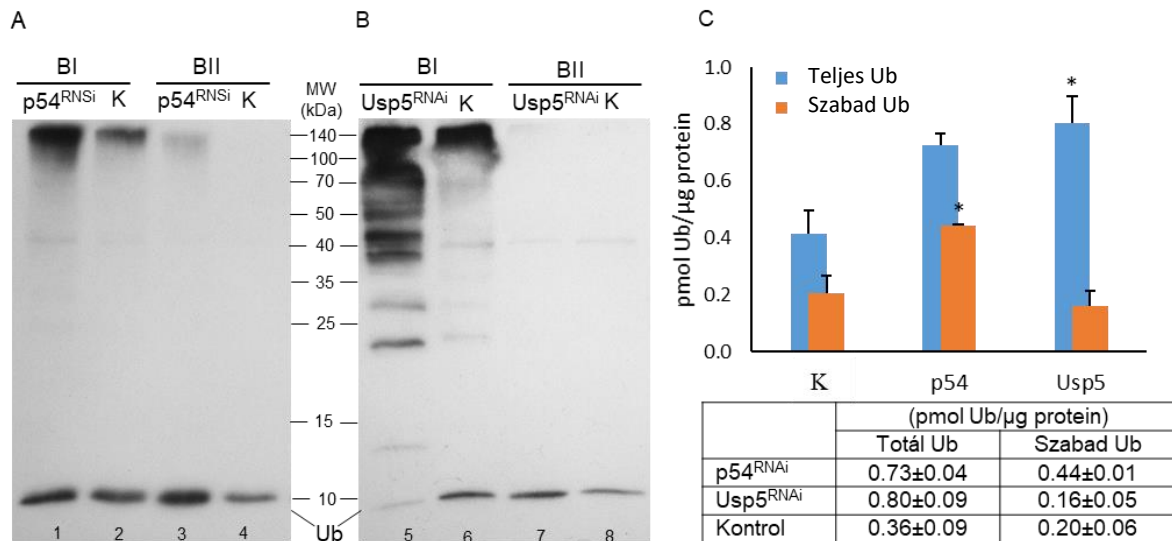 A
BI BII
p54RNSi K p54RNSi K
1 2 3 4
MW
(kDa)
140
100
70
50
40
35
25
15
10
Ub
B
BI BII
Usp5RNAi K Usp5RNAi K
5 6 7 8
C
Teljes Ub
Szabad Ub
pmol Ub/µg protein
1.0
0.8
0.6
0.4
0.2
0.0
* *
K p54 Usp5
(pmol Ub/µg protein)
Totál Ub Szabad Ub
p54RNAi 0.73±0.04 0.44±0.01
Usp5RNAi 0.80±0.09 0.16±0.05
Kontrol 0.36±0.09 0.20±0.06